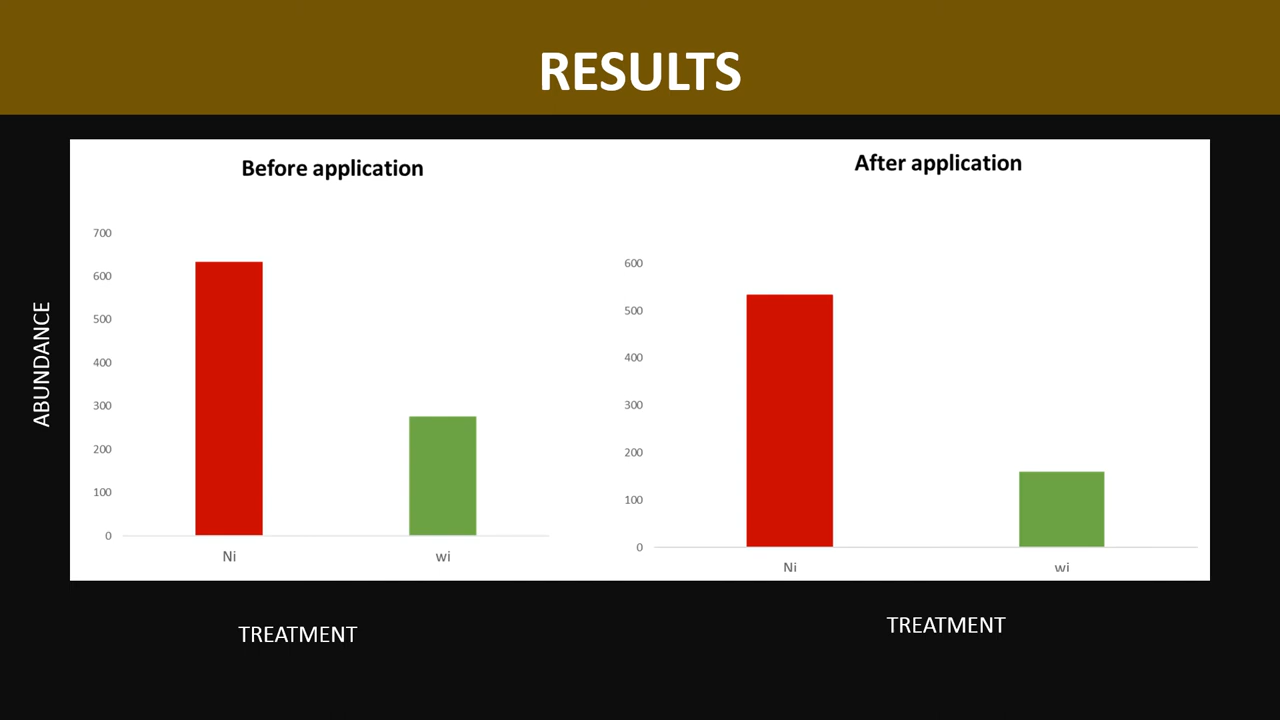 RESULTS
Before application
700
600
500
400
300
200
100
0
Ni
wi
After application
600
500
400
300
200
100
0
Ni
wi
ABUNDANCE
TREATMENT
TREATMENT